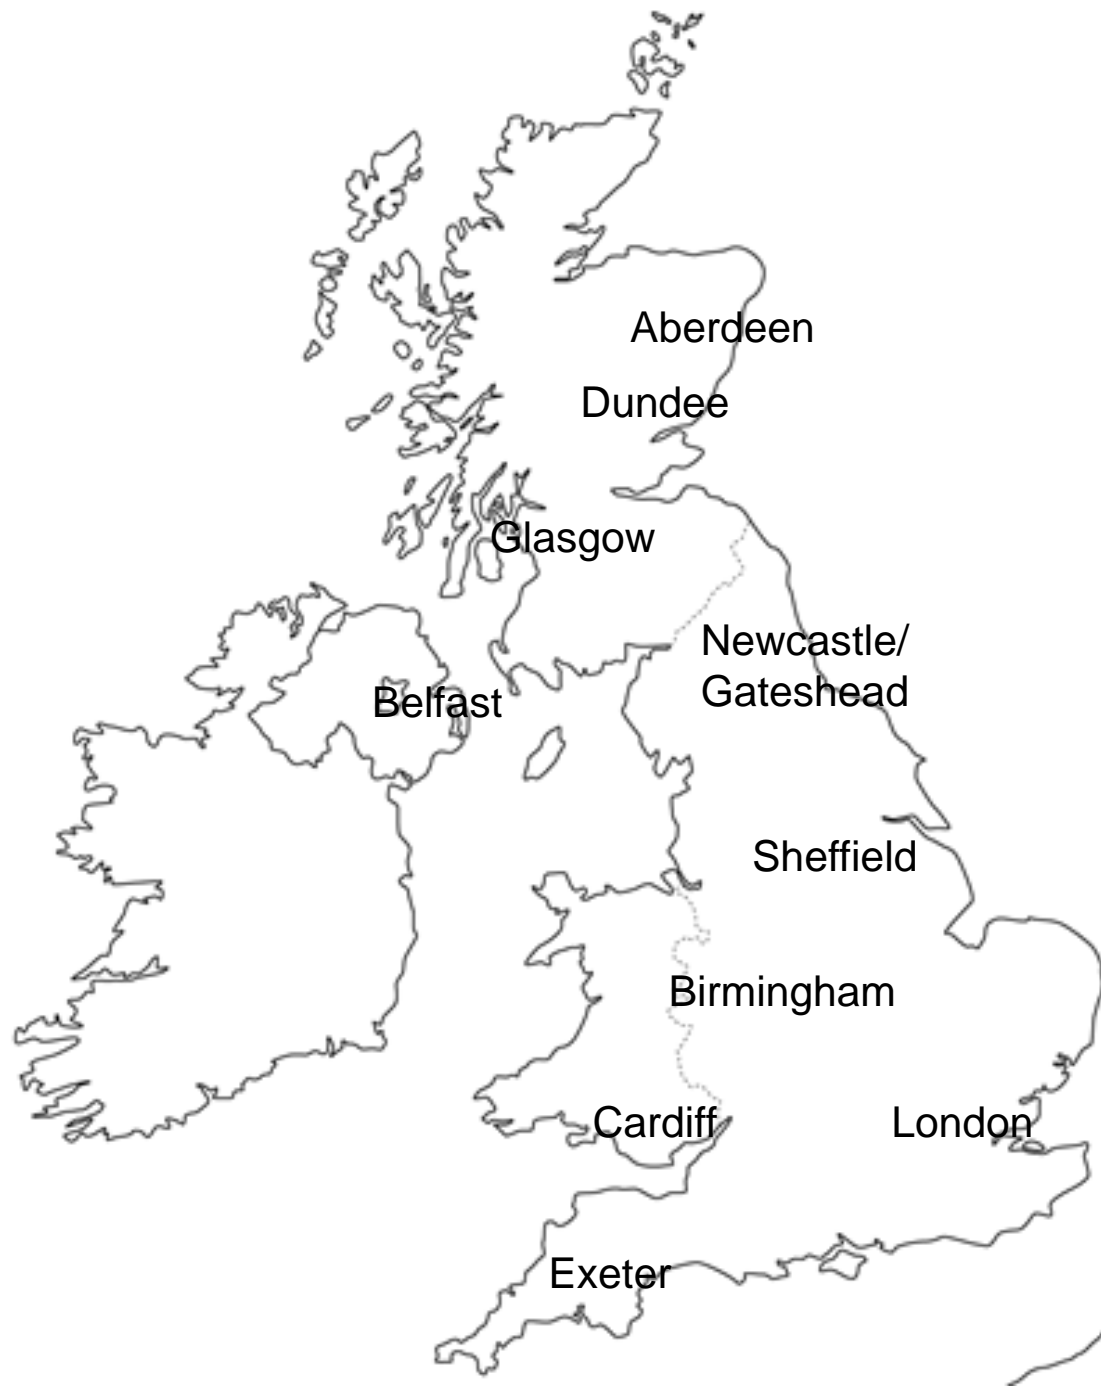 Aberdeen
Dundee
Glasgow
Newcastle/
Gateshead
Belfast
Sheffield
Birmingham
Cardiff
London
Exeter